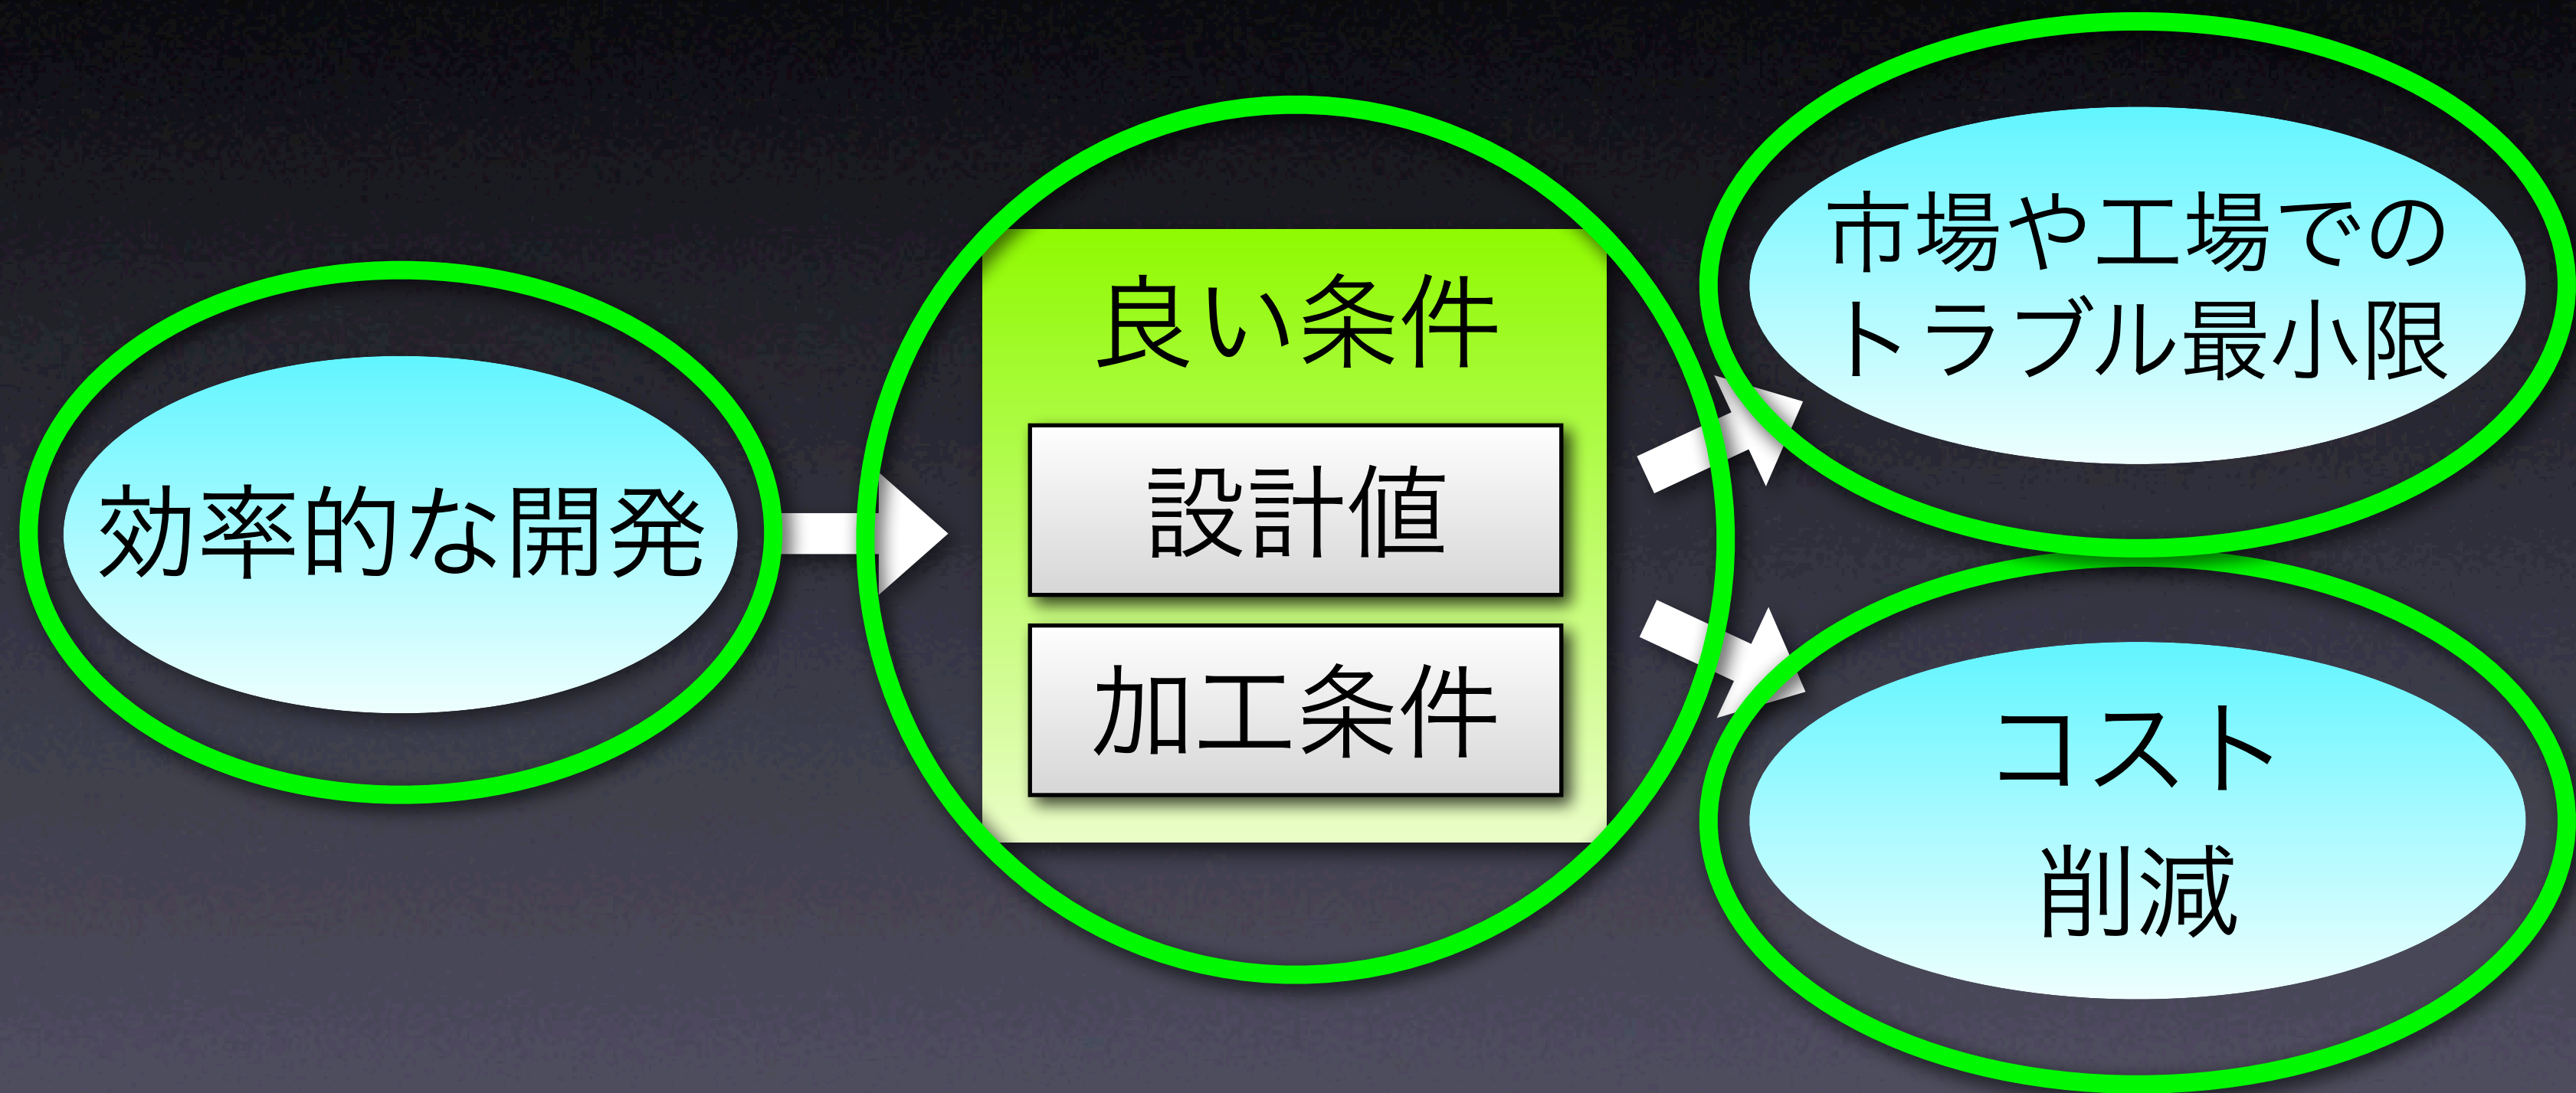 効率的な開発
良い条件
設計値
加工条件
市場や工場での
トラブル最小限
コスト
削減